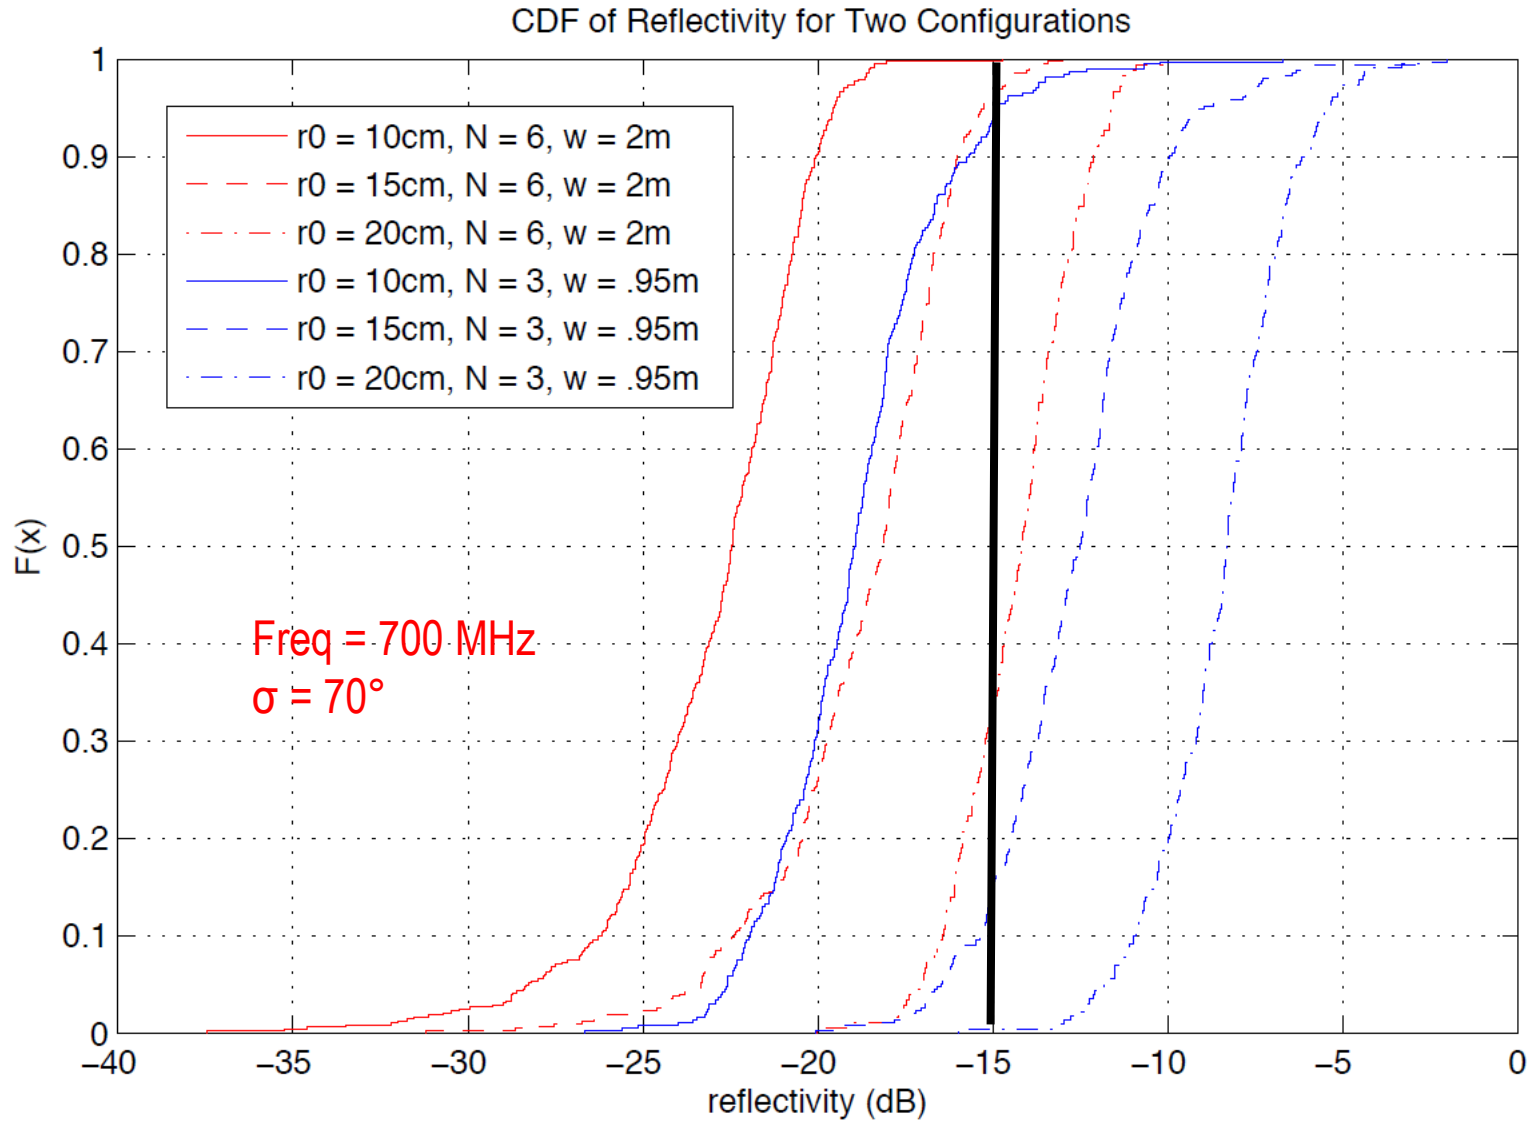 CDF of Reflectivity for Two Configurations
1
0.9
0.8
0.7
0.6
0.5
0.4
0.3
0.2
0.1
0
F(x)
r0 = 10cm, N = 6, w = 2m
r0 = 15cm, N = 6, w = 2m
r0 = 20cm, N = 6, w = 2m
r0 = 10cm, N = 3, w = .95m
r0 = 15cm, N = 3, w = .95m
r0 = 20cm, N = 3, w = .95m
Freq = 700 MHz
σ = 70°
−40 −35 −30 −25 −20 −15 −10 −5 0
reflectivity (dB)